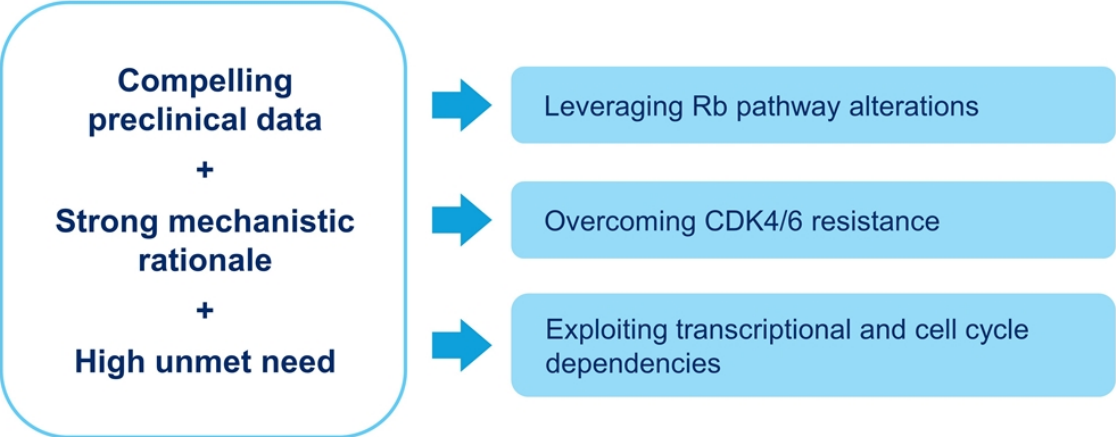 Compelling
preclinical data
+
Strong mechanistic
rationale
+
High unmet need
Leveraging Rb pathway alterations
Overcoming CDK4/6 resistance
Exploiting transcriptional and cell cycle
dependencies